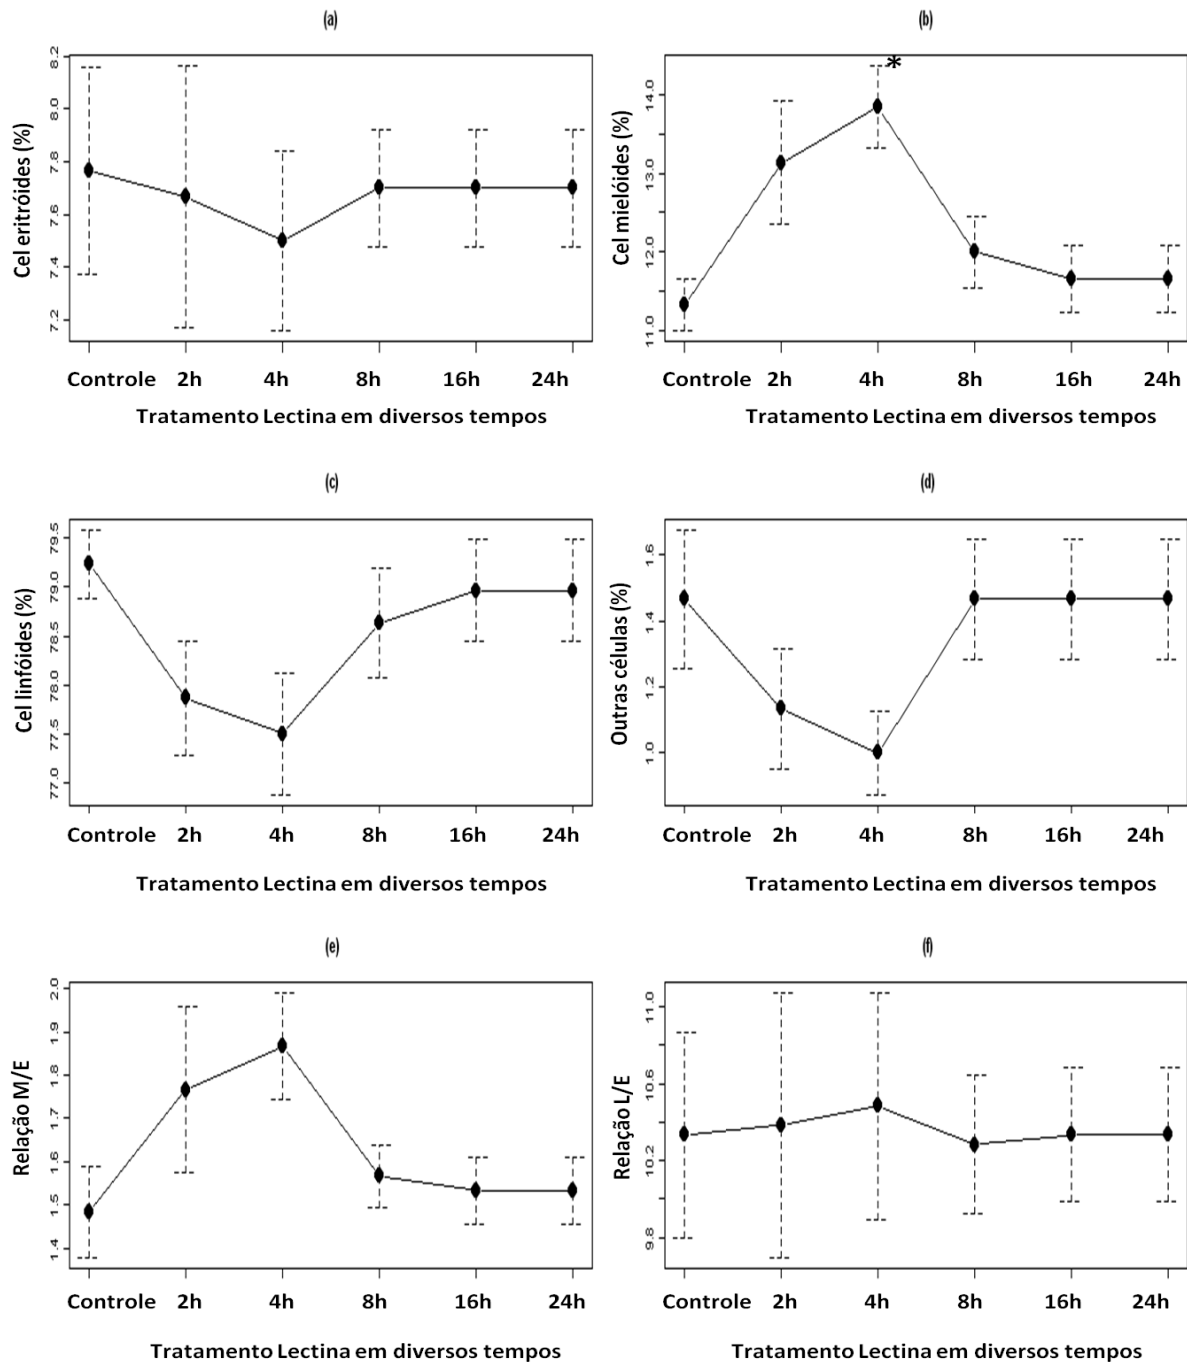 (a)
Cel eritróides (%)
8.2
8.0
7.8
7.6
7.4
7.2
Controle 2h 4h 8h 16h 24h
Tratamento Lectina em diversos tempos
(b)
Cel mielóides (%)
14.0
13.0
12.0
11.0
*
Controle 2h 4h 8h 16h 24h
Tratamento Lectina em diversos tempos
(c)
Cel linfóides (%)
79.5
79.0
78.5
78.0
77.5
77.0
Controle 2h 4h 8h 16h 24h
Tratamento Lectina em diversos tempos
(d)
Outras células (%)
1.6
1.4
1.2
1.0
Controle 2h 4h 8h 16h 24h
Tratamento Lectina em diversos tempos
(e)
Relação M/E
2.0
1.9
1.8
1.7
1.6
1.5
1.4
Controle 2h 4h 8h 16h 24h
Tratamento Lectina em diversos tempos
(f)
Relação L/E
11.0
10.6
10.2
9.8
Controle 2h 4h 8h 16h 24h
Tratamento Lectina em diversos tempos